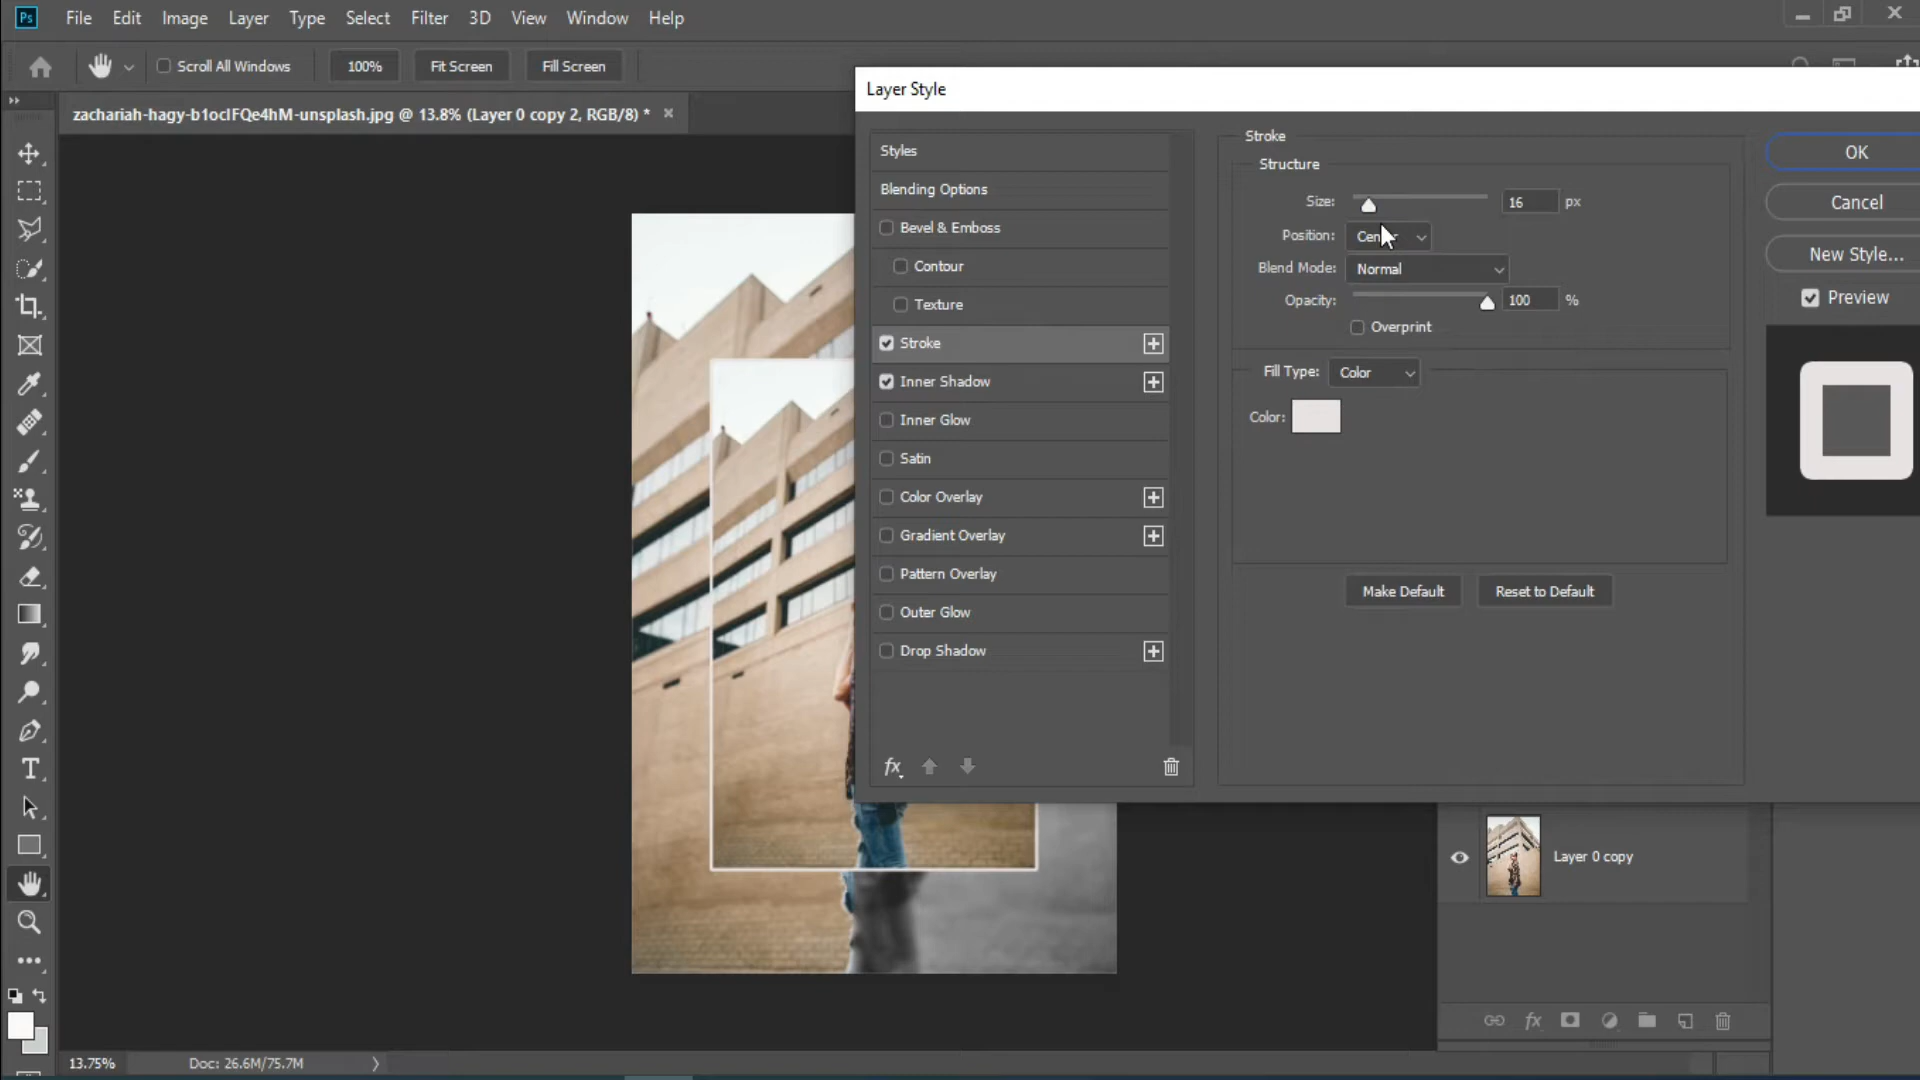 Ps File Edit Image Layer Type Select Filter 3D View Window Help
Scroll All Windows 100% Fit Screen Fill Screen
Layer Style
zachariah-hagy-b1ocIFQe4hM-unsplash.jpg @ 13.8% (Layer 0 copy 2, RGB/8) *
Styles
Blending Options
Bevel & Emboss
Contour
Texture
Stroke
Inner Shadow
Inner Glow
Satin
Color Overlay
Gradient Overlay
Pattern Overlay
Outer Glow
Drop Shadow
fx
Stroke
Structure
Size: 16 px
Position:
Blend Mode: Normal
Opacity: 100 %
Overprint
Fill Type: Color
Color:
Make Default Reset to Default
OK
Cancel
New Style...
Preview
Layer 0 copy
fx
13.75% Doc: 26.6M/75.7M